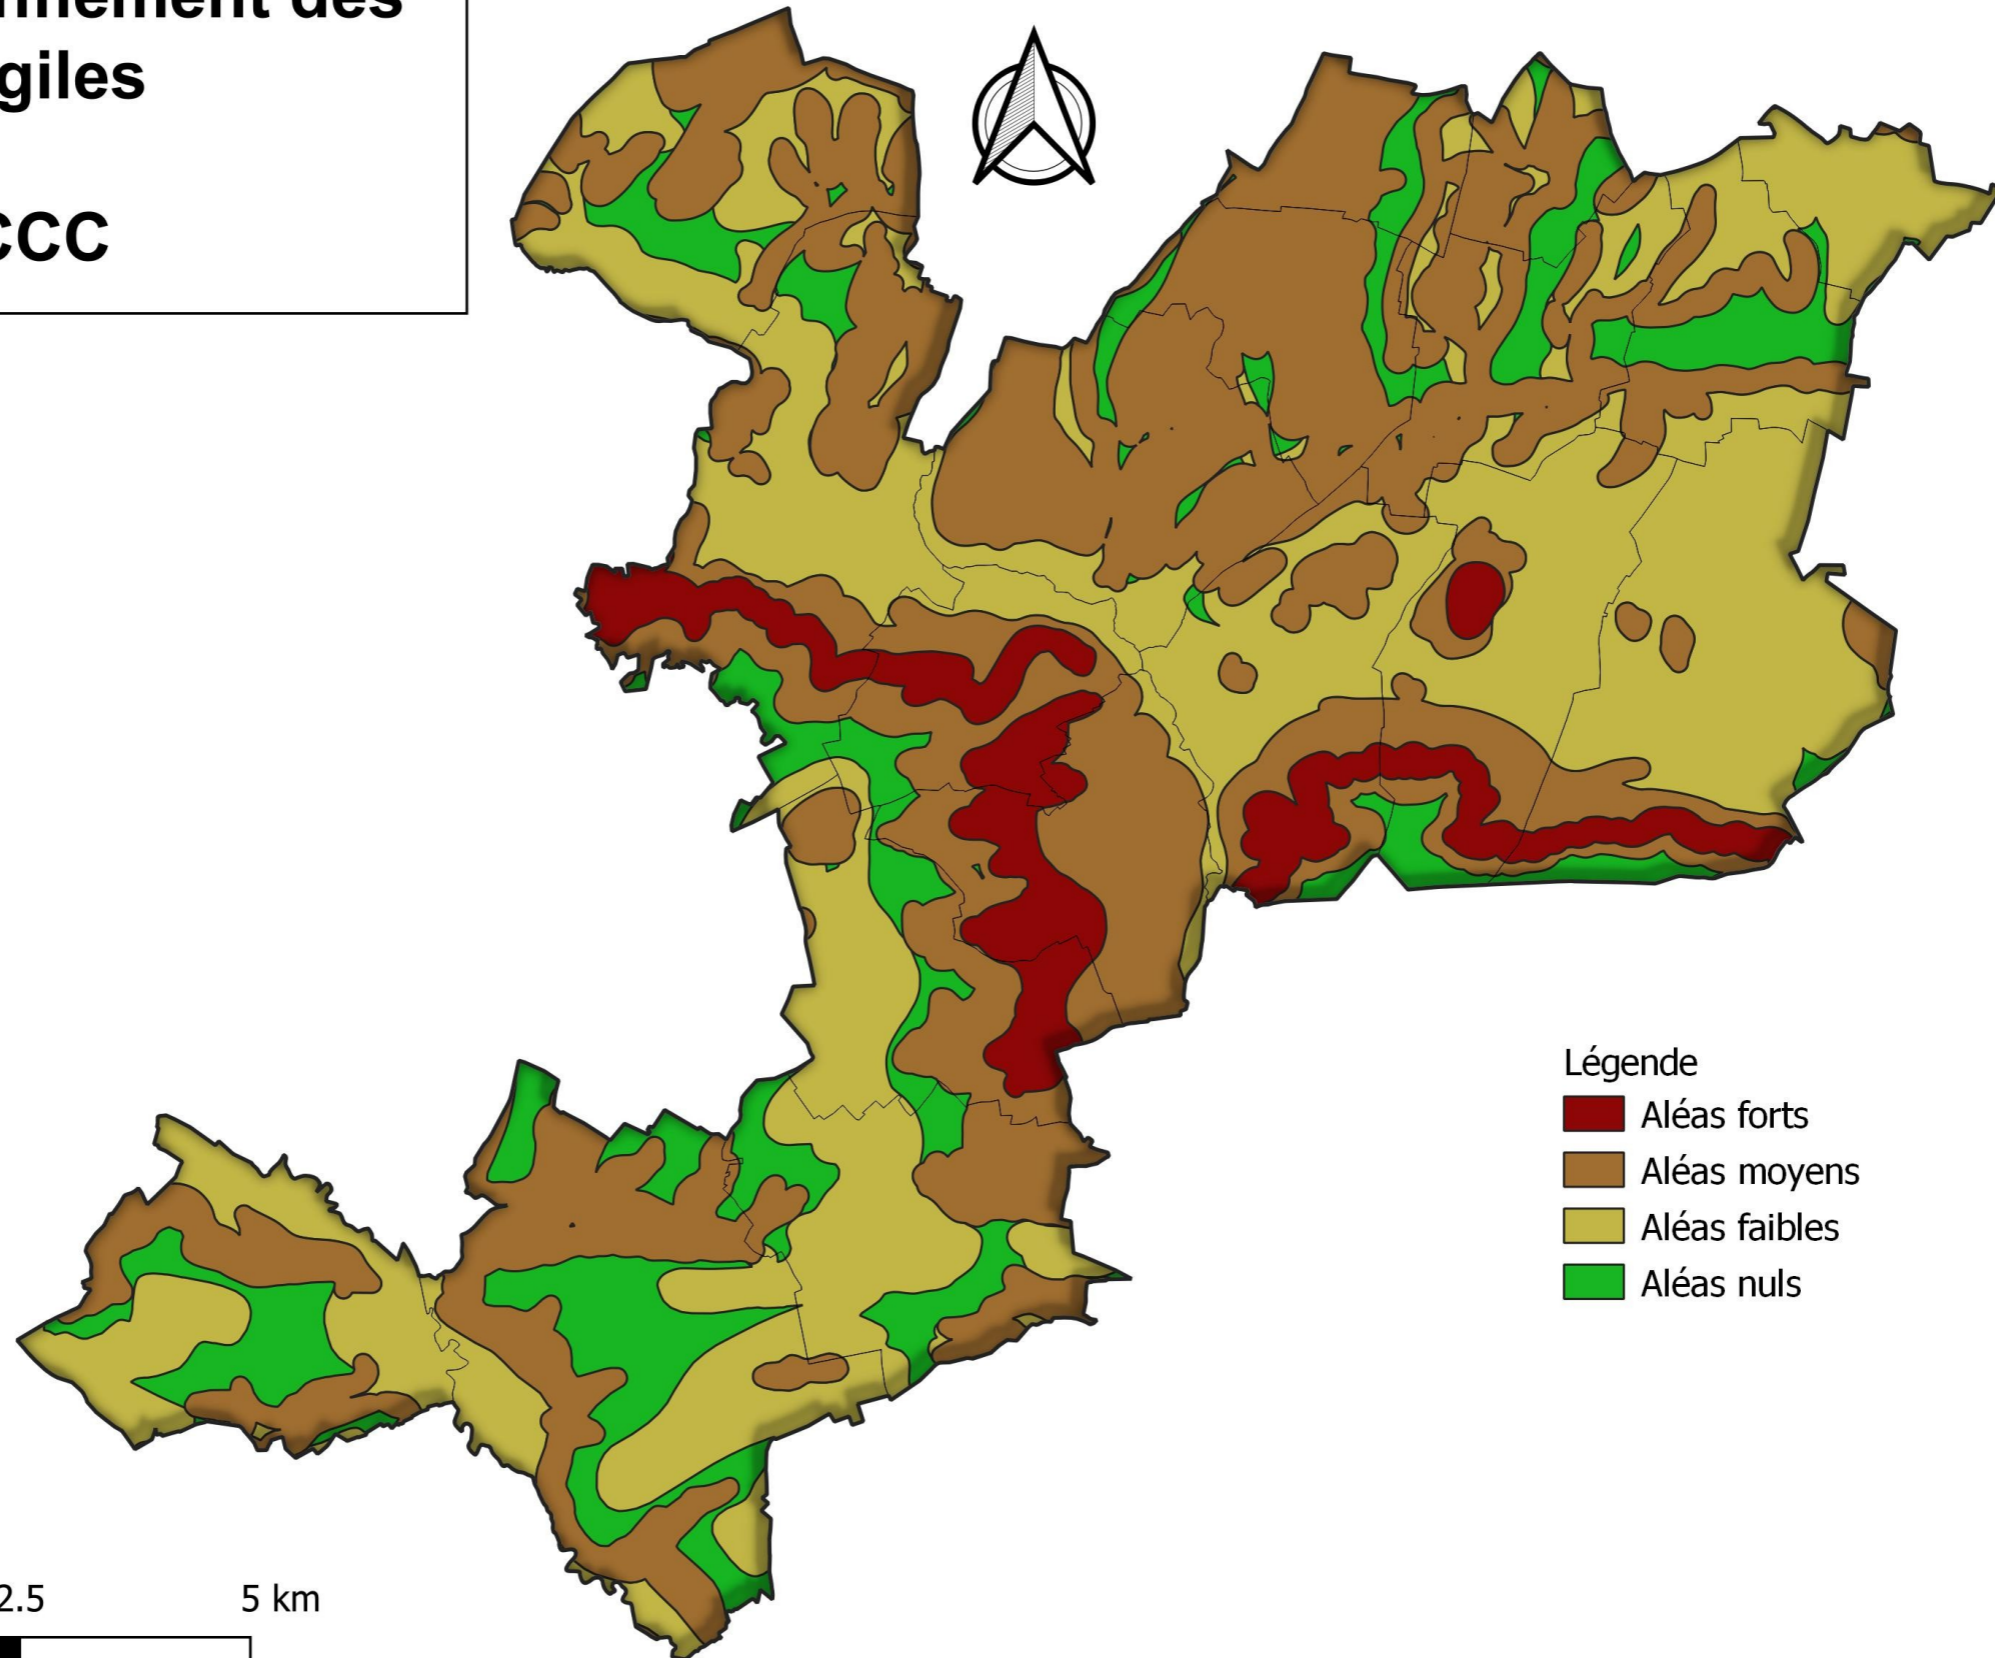 giles
CCC
Légende
Aléas forts
Aléas moyens
Aléas faibles
Aléas nuls
2.5 5 km